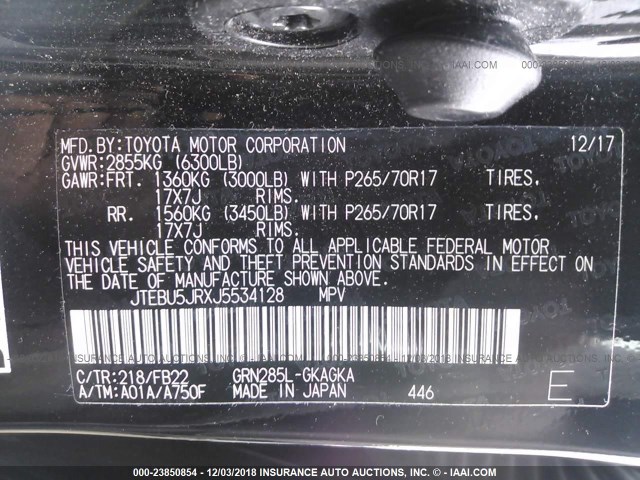 MFD.BY:TOYOTA MOTOR CORPORATION 12/17
GVWR:2855KG (6300LB)
GAWR:FRT. 1360KG (3000LB) WITH P265/70R17 TIRES,
17X7J RIMS.
RR. 1560KG (3450LB) WITH P265/70R17 TIRES,
17X7J RIMS.
THIS VEHICLE CONFORMS TO ALL APPLICABLE FEDERAL MOTOR
VEHICLE SAFETY AND THEFT PREVENTION STANDARDS IN EFFECT
ON THE DATE OF MANUFACTURE SHOWN ABOVE.
JTEBU5JRXJ5534128 MPV
C/TR:218/FB22 GRN285L-GKAGKA
A/TM:A01A/A750F MADE IN JAPAN 446 E
000-23850854 - 12/03/2018 INSURANCE AUTO AUCTIONS, INC. - IAAI.COM